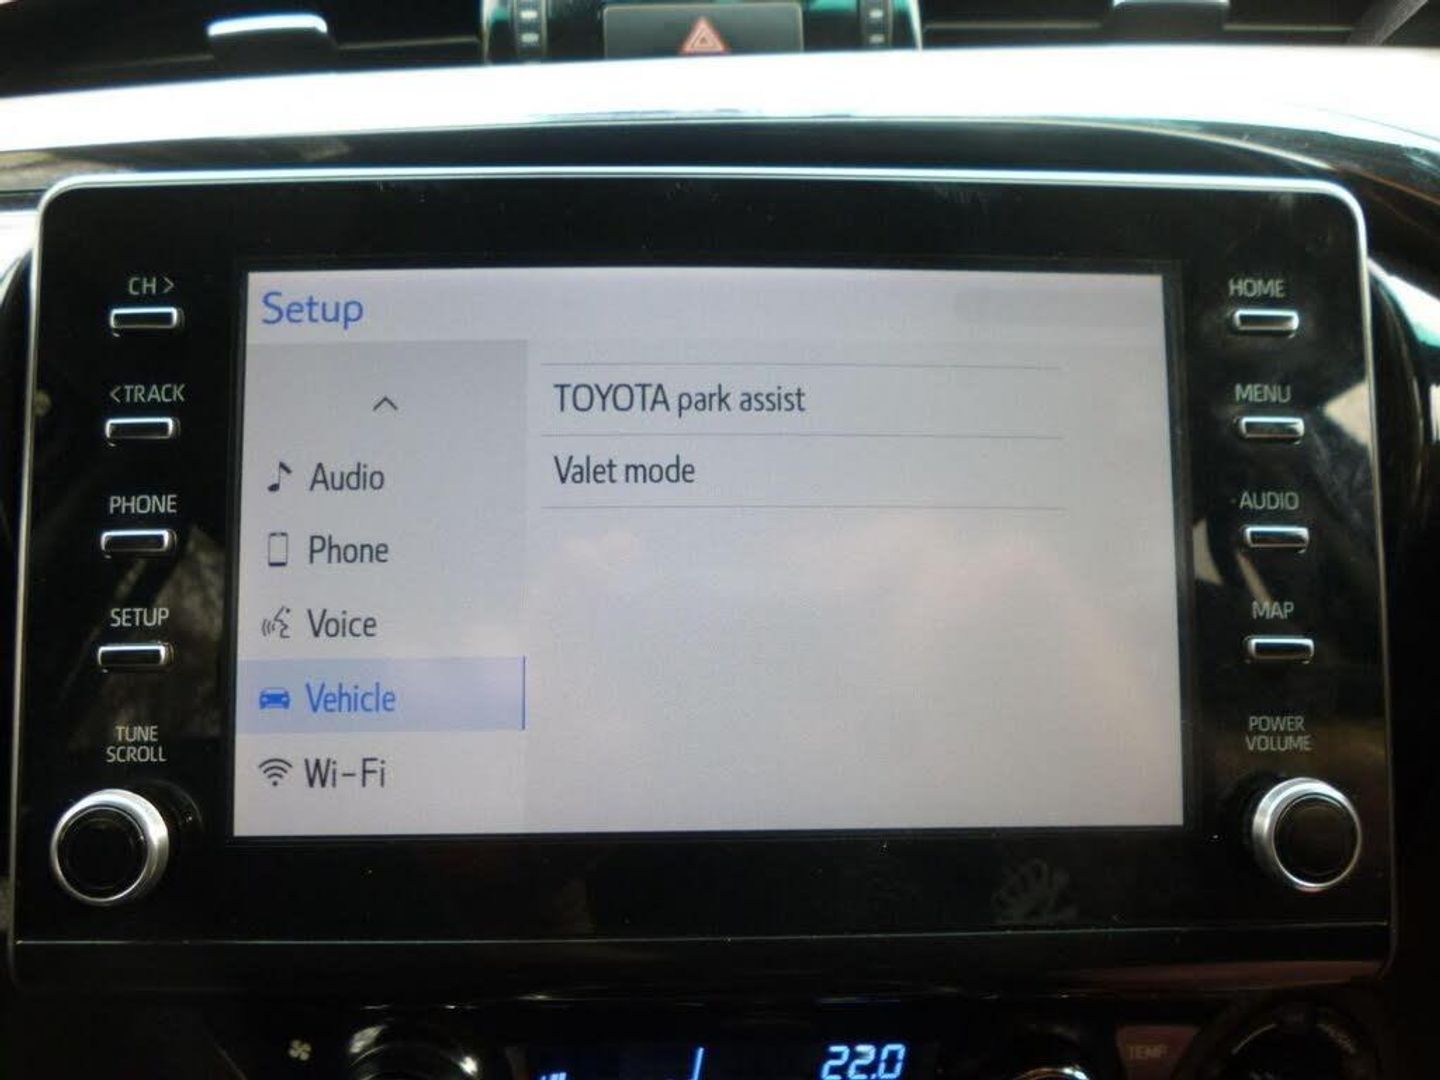 CH >
<TRACK
PHONE
SETUP
TUNE
SCROLL
Setup
Audio
Phone
Voice
Vehicle
Wi-Fi
TOYOTA park assist
Valet mode
HOME
MENU
AUDIO
MAP
POWER
VOLUME
22.0
TEMP